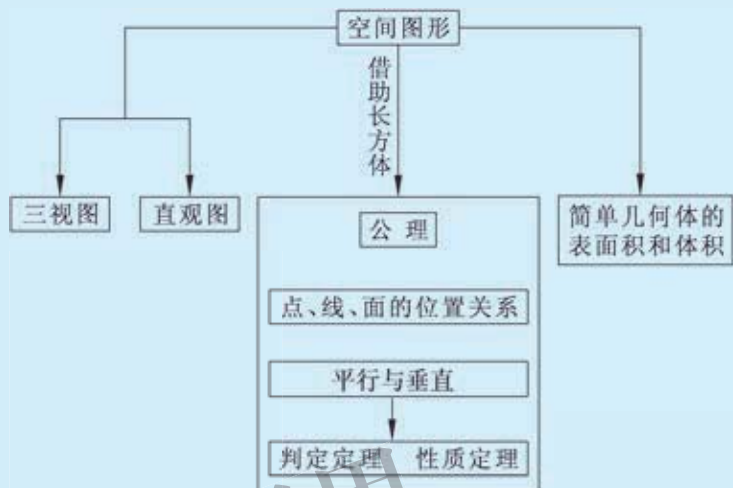 空间图形
借助长方体
三视图
直观图
公理
简单几何体的
表面积和体积
点、线、面的位置关系
平行与垂直
判定定理 性质定理